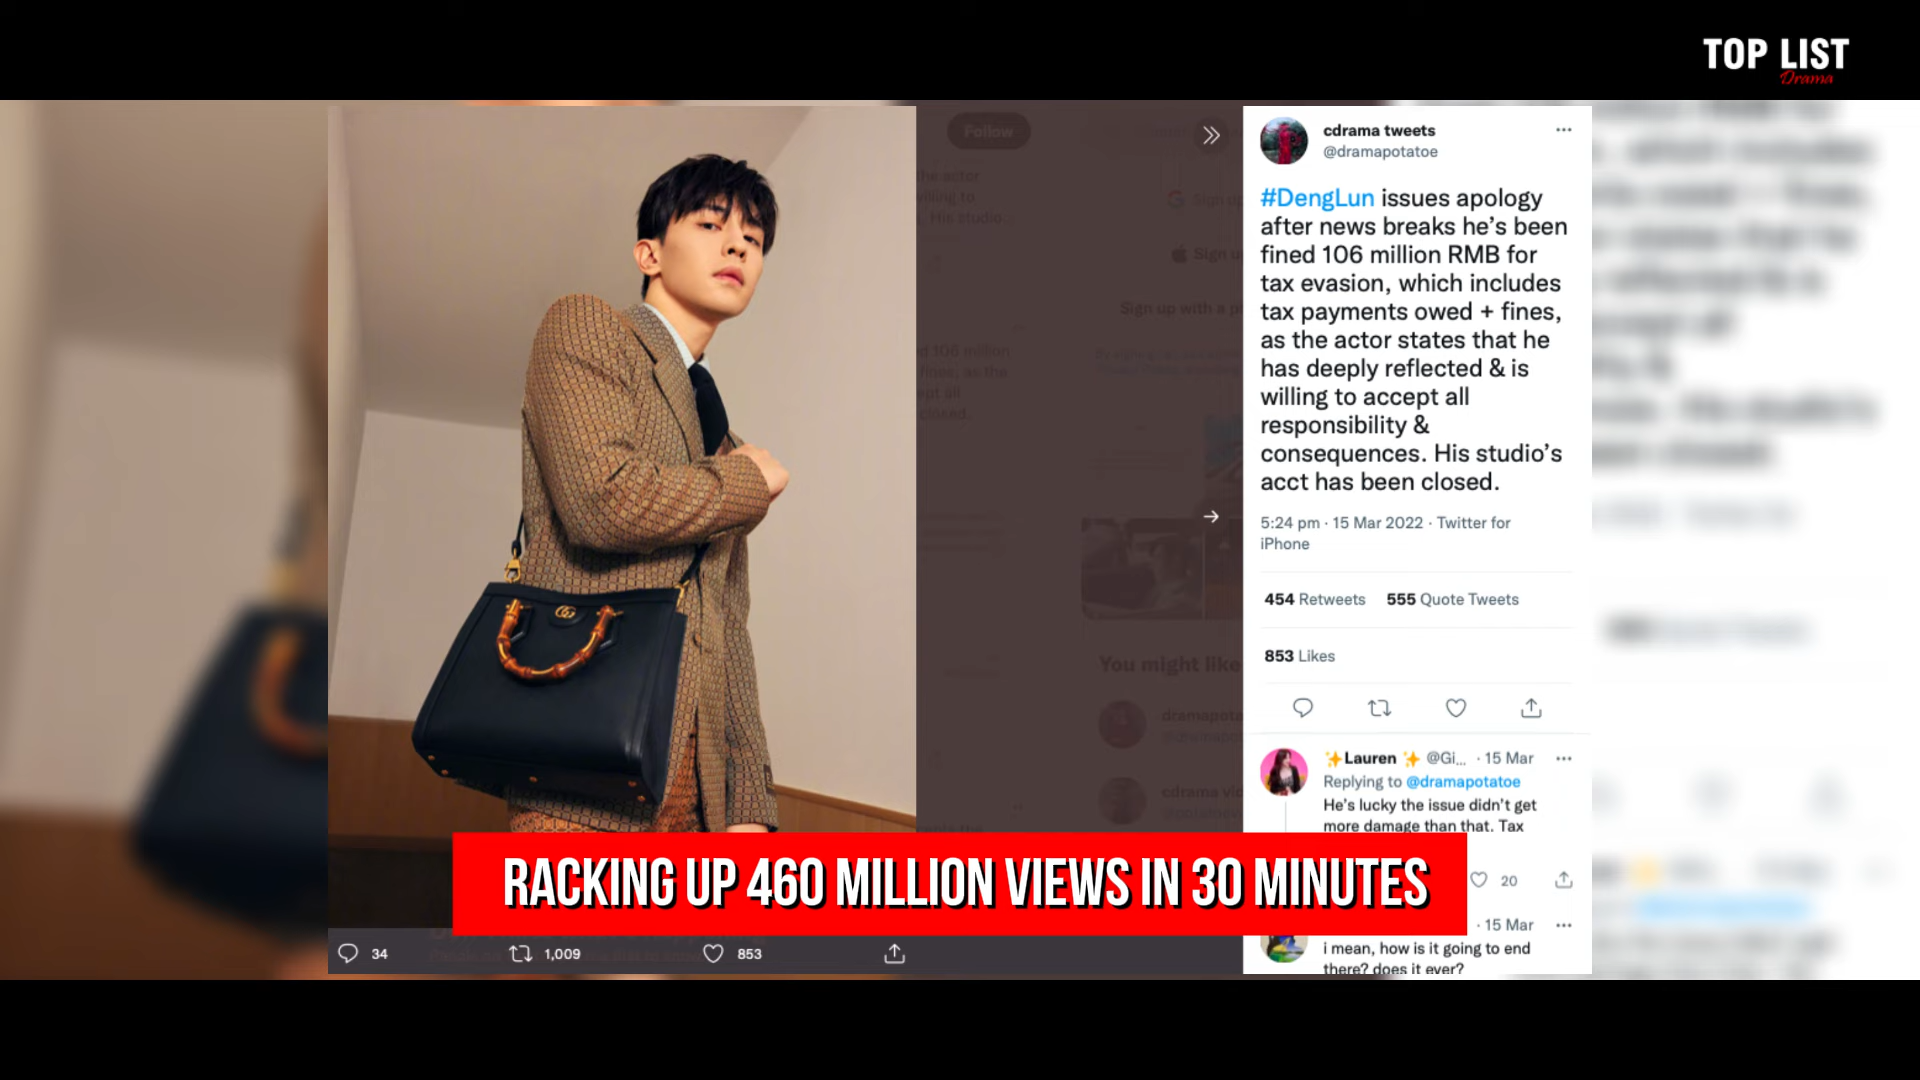 TOP LIST
Drama
Follow
cdrama tweets
@dramapotatoe
#DengLun issues apology
after news breaks he's been
fined 106 million RMB for
tax evasion, which includes
tax payments owed + fines,
as the actor states that he
has deeply reflected & is
willing to accept all
responsibility &
consequences. His studio's
acct has been closed.
5:24 pm · 15 Mar 2022 · Twitter for
iPhone
454 Retweets 555 Quote Tweets
853 Likes
You might like
✨Lauren ✨ @Gi... · 15 Mar
Replying to @dramapotatoe
He's lucky the issue didn't get
more damage than that. Tax
20
RACKING UP 460 MILLION VIEWS IN 30 MINUTES
· 15 Mar
i mean, how is it going to end
there? does it ever?
34 1,009 853